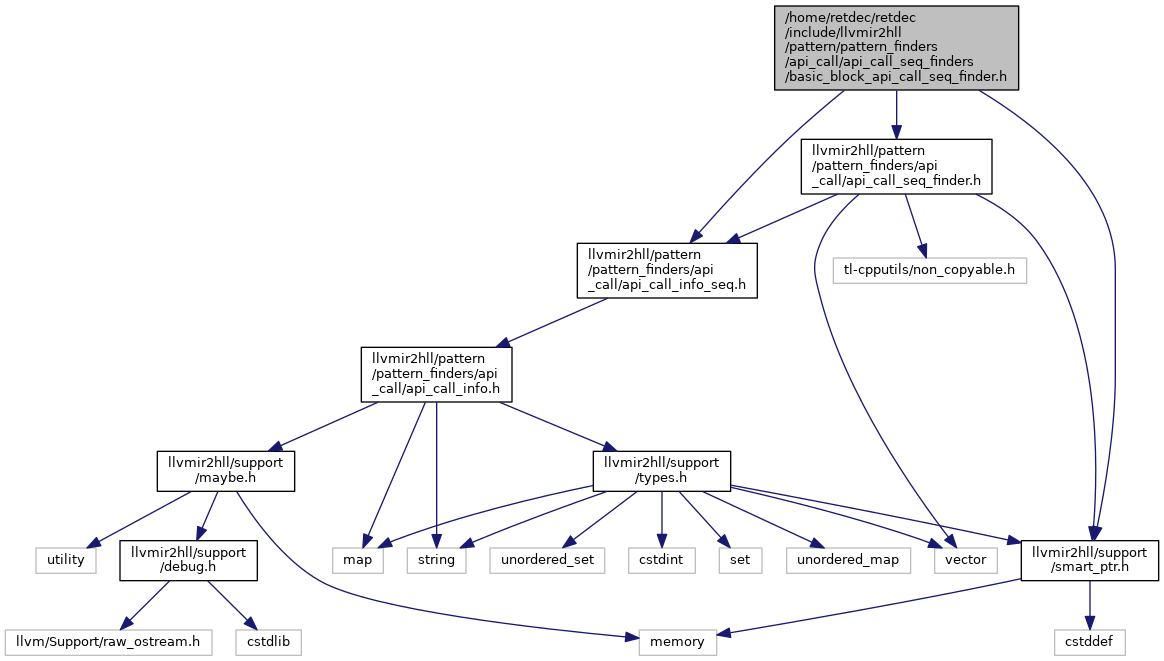 /home/retdec/retdec
/include/llvmir2hll
/pattern/pattern_finders
/api_call/api_call_seq_finders
/basic_block_api_call_seq_finder.h
llvmir2hll/pattern
/pattern_finders/api
_call/api_call_seq_finder.h
llvmir2hll/pattern
/pattern_finders/api
_call/api_call_info_seq.h
tl-cpputils/non_copyable.h
llvmir2hll/pattern
/pattern_finders/api
_call/api_call_info.h
llvmir2hll/support
/maybe.h
llvmir2hll/support
/types.h
utility
llvmir2hll/support
/debug.h
map
string
unordered_set
cstdint
set
unordered_map
vector
llvmir2hll/support
/smart_ptr.h
llvm/Support/raw_ostream.h
cstdlib
memory
cstddef